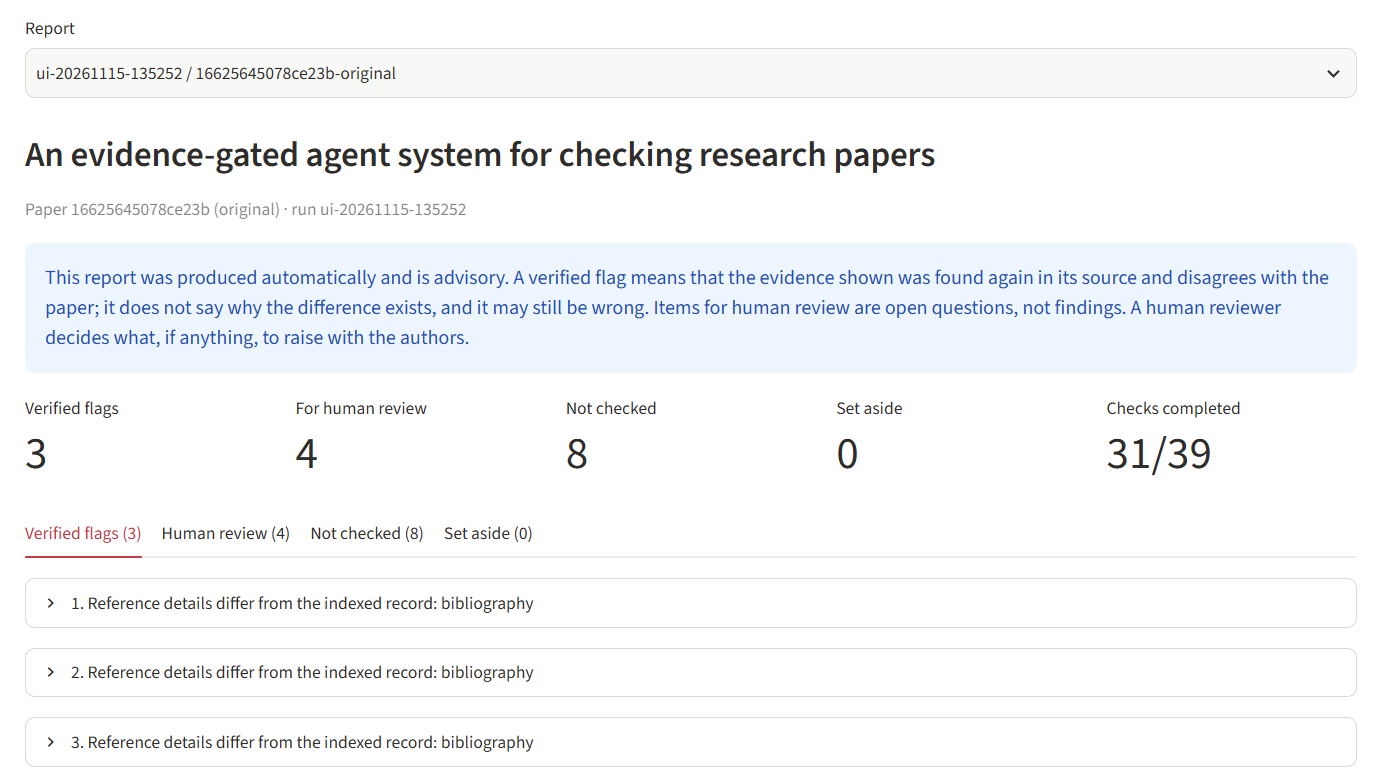 Report
ui-20261115-135252 / 16625645078ce23b-original
An evidence-gated agent system for checking research papers
Paper 16625645078ce23b (original) · run ui-20261115-135252
This report was produced automatically and is advisory. A verified flag means that the evidence shown was found again in its source and disagrees with the
paper; it does not say why the difference exists, and it may still be wrong. Items for human review are open questions, not findings. A human reviewer
decides what, if anything, to raise with the authors.
Verified flags
3
For human review
4
Not checked
8
Set aside
0
Checks completed
31/39
Verified flags (3) Human review (4) Not checked (8) Set aside (0)
1. Reference details differ from the indexed record: bibliography
2. Reference details differ from the indexed record: bibliography
3. Reference details differ from the indexed record: bibliography